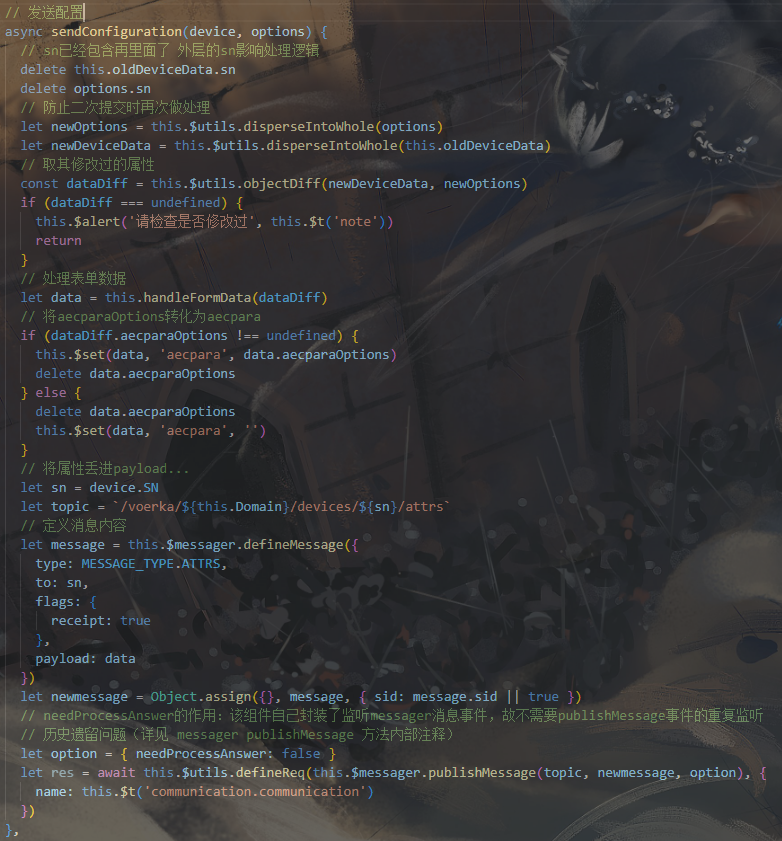 // 发送配置
async sendConfiguration(device, options) {
// sn已经包含再里面了 外层的sn影响处理逻辑
delete this.oldDeviceData.sn
delete options.sn
// 防止二次提交时再次做处理
let newOptions = this.$utils.disperseIntoWhole(options)
let newDeviceData = this.$utils.disperseIntoWhole(this.oldDeviceData)
// 取其修改过的属性
const dataDiff = this.$utils.objectDiff(newDeviceData, newOptions)
if (dataDiff === undefined) {
this.$alert('请检查是否修改过', this.$t('note'))
return
}
// 处理表单数据
let data = this.handleFormData(dataDiff)
// 将aecparaOptions转化为aecpara
if (dataDiff.aecparaOptions !== undefined) {
this.$set(data, 'aecpara', data.aecparaOptions)
delete data.aecparaOptions
} else {
delete data.aecparaOptions
this.$set(data, 'aecpara', '')
}
// 将属性丢进payload...
let sn = device.SN
let topic = `/voerka/${this.Domain}/devices/${sn}/attrs`
// 定义消息内容
let message = this.$messager.defineMessage({
type: MESSAGE_TYPE.ATTRS,
to: sn,
flags: {
receipt: true
},
payload: data
})
let newmessage = Object.assign({}, message, { sid: message.sid || true })
// needProcessAnswer的作用：该组件自己封装了监听messager消息事件，故不需要publishMessage事件的重复监听
// 历史遗留问题（详见 messager publishMessage 方法内部注释）
let option = { needProcessAnswer: false }
let res = await this.$utils.defineReq(this.$messager.publishMessage(topic, newmessage, option), {
name: this.$t('communication.communication')
})
},